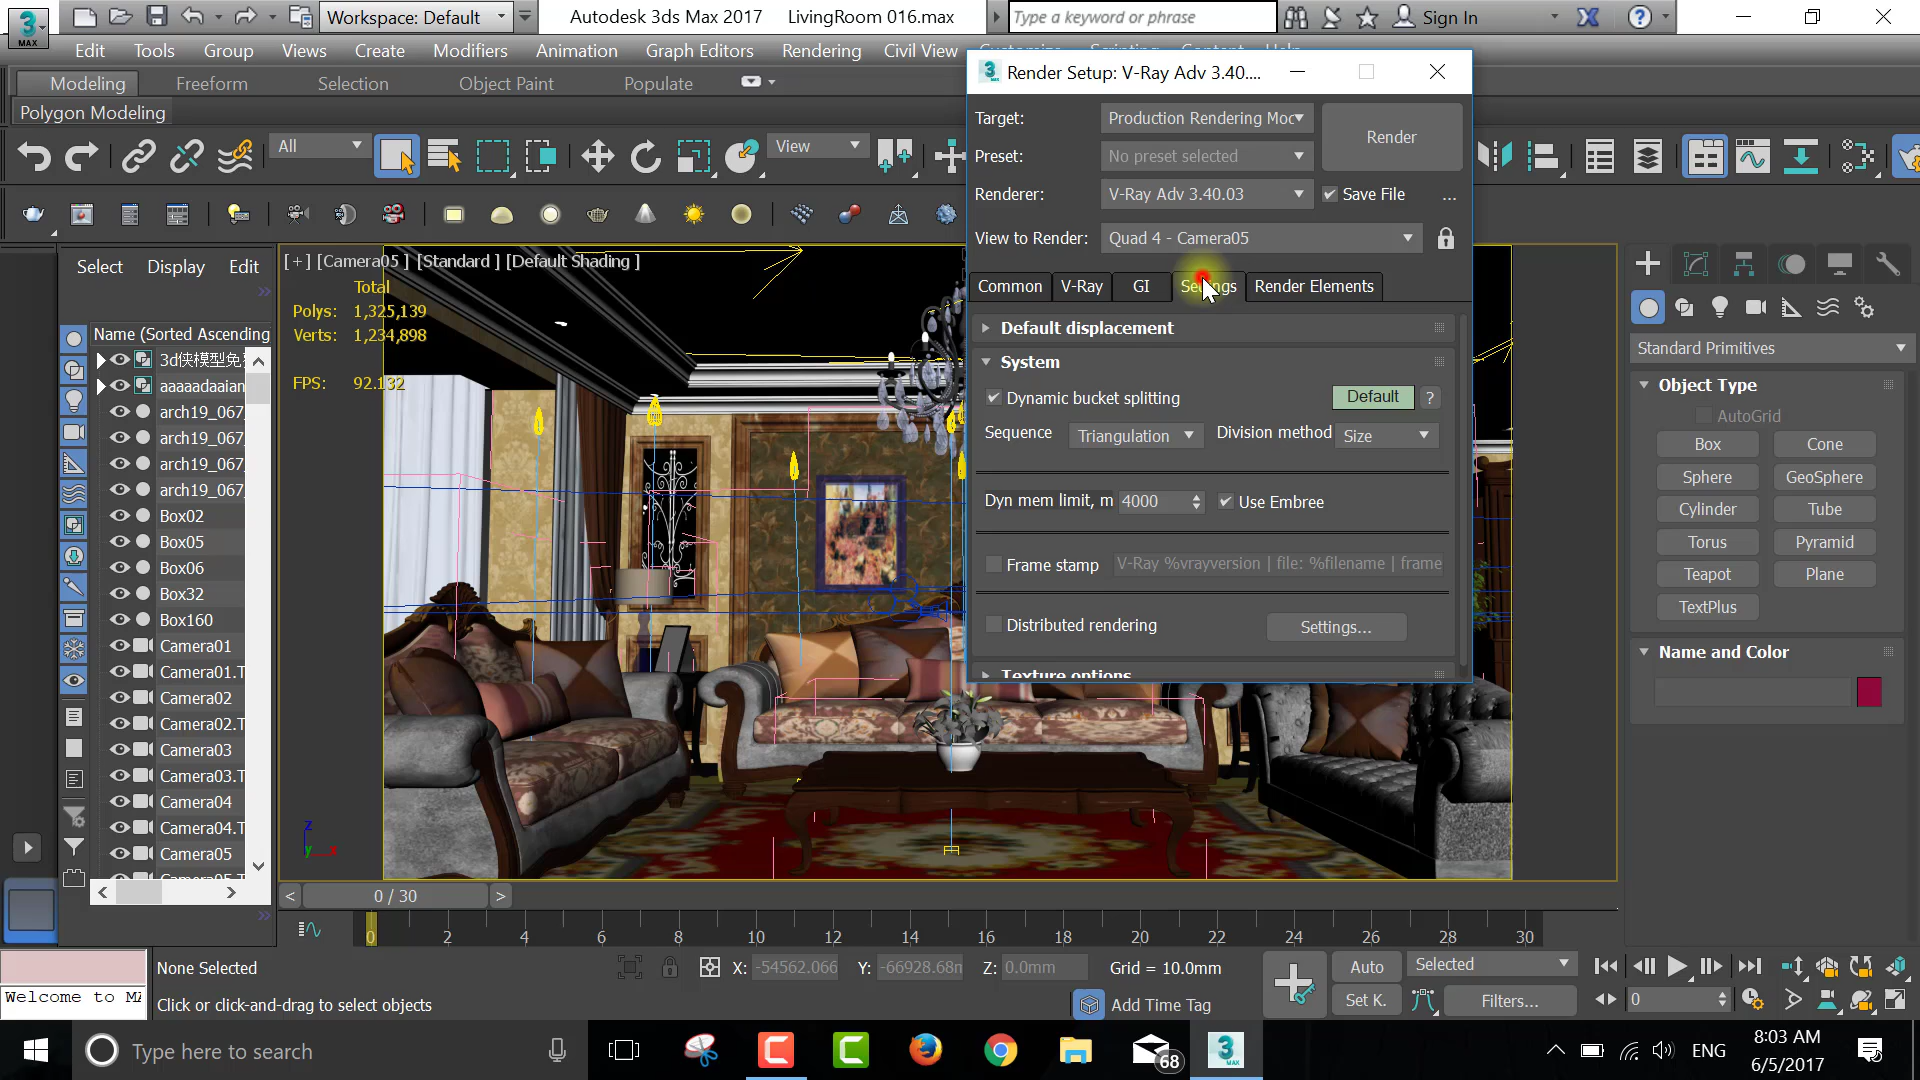 MAX
Workspace: Default
Autodesk 3ds Max 2017 LivingRoom 016.max
Type a keyword or phrase
Sign In
Edit Tools Group Views Create Modifiers Animation Graph Editors Rendering Civil View
Modeling Freeform Selection Object Paint Populate
Polygon Modeling
All
View
Render Setup: V-Ray Adv 3.40....
Target: Production Rendering Moc
Render
Preset: No preset selected
Renderer: V-Ray Adv 3.40.03
Save File ...
View to Render: Quad 4 - Camera05
Common V-Ray GI Settings Render Elements
Default displacement
System
Dynamic bucket splitting Default ?
Sequence Triangulation Division method Size
Dyn mem limit, m 4000 Use Embree
Frame stamp V-Ray %vrayversion | file: %filename | frame
Distributed rendering Settings...
Texture options
Select Display Edit
Name (Sorted Ascending
3d侠模型免
aaaaadaaian
arch19_067
arch19_067
arch19_067
arch19_067
Box02
Box05
Box06
Box32
Box160
Camera01
Camera01.T
Camera02
Camera02.T
Camera03
Camera03.T
Camera04
Camera04.T
Camera05
Camera05.T
[+] [Camera05 ] [Standard ] [Default Shading ]
Total
Polys: 1,325,139
Verts: 1,234,898
FPS: 92.132
z
y
x
Standard Primitives
Object Type
AutoGrid
Box Cone
Sphere GeoSphere
Cylinder Tube
Torus Pyramid
Teapot Plane
TextPlus
Name and Color
< 0 / 30 >
0 2 4 6 8 10 12 14 16 18 20 22 24 26 28 30
None Selected
X: -54562.066 Y: -66928.68m Z: 0.0mm Grid = 10.0mm
Auto Selected
Welcome to MA
Click or click-and-drag to select objects
Add Time Tag
Set K. Filters...
0
Type here to search
68
MAX
ENG
8:03 AM
6/5/2017